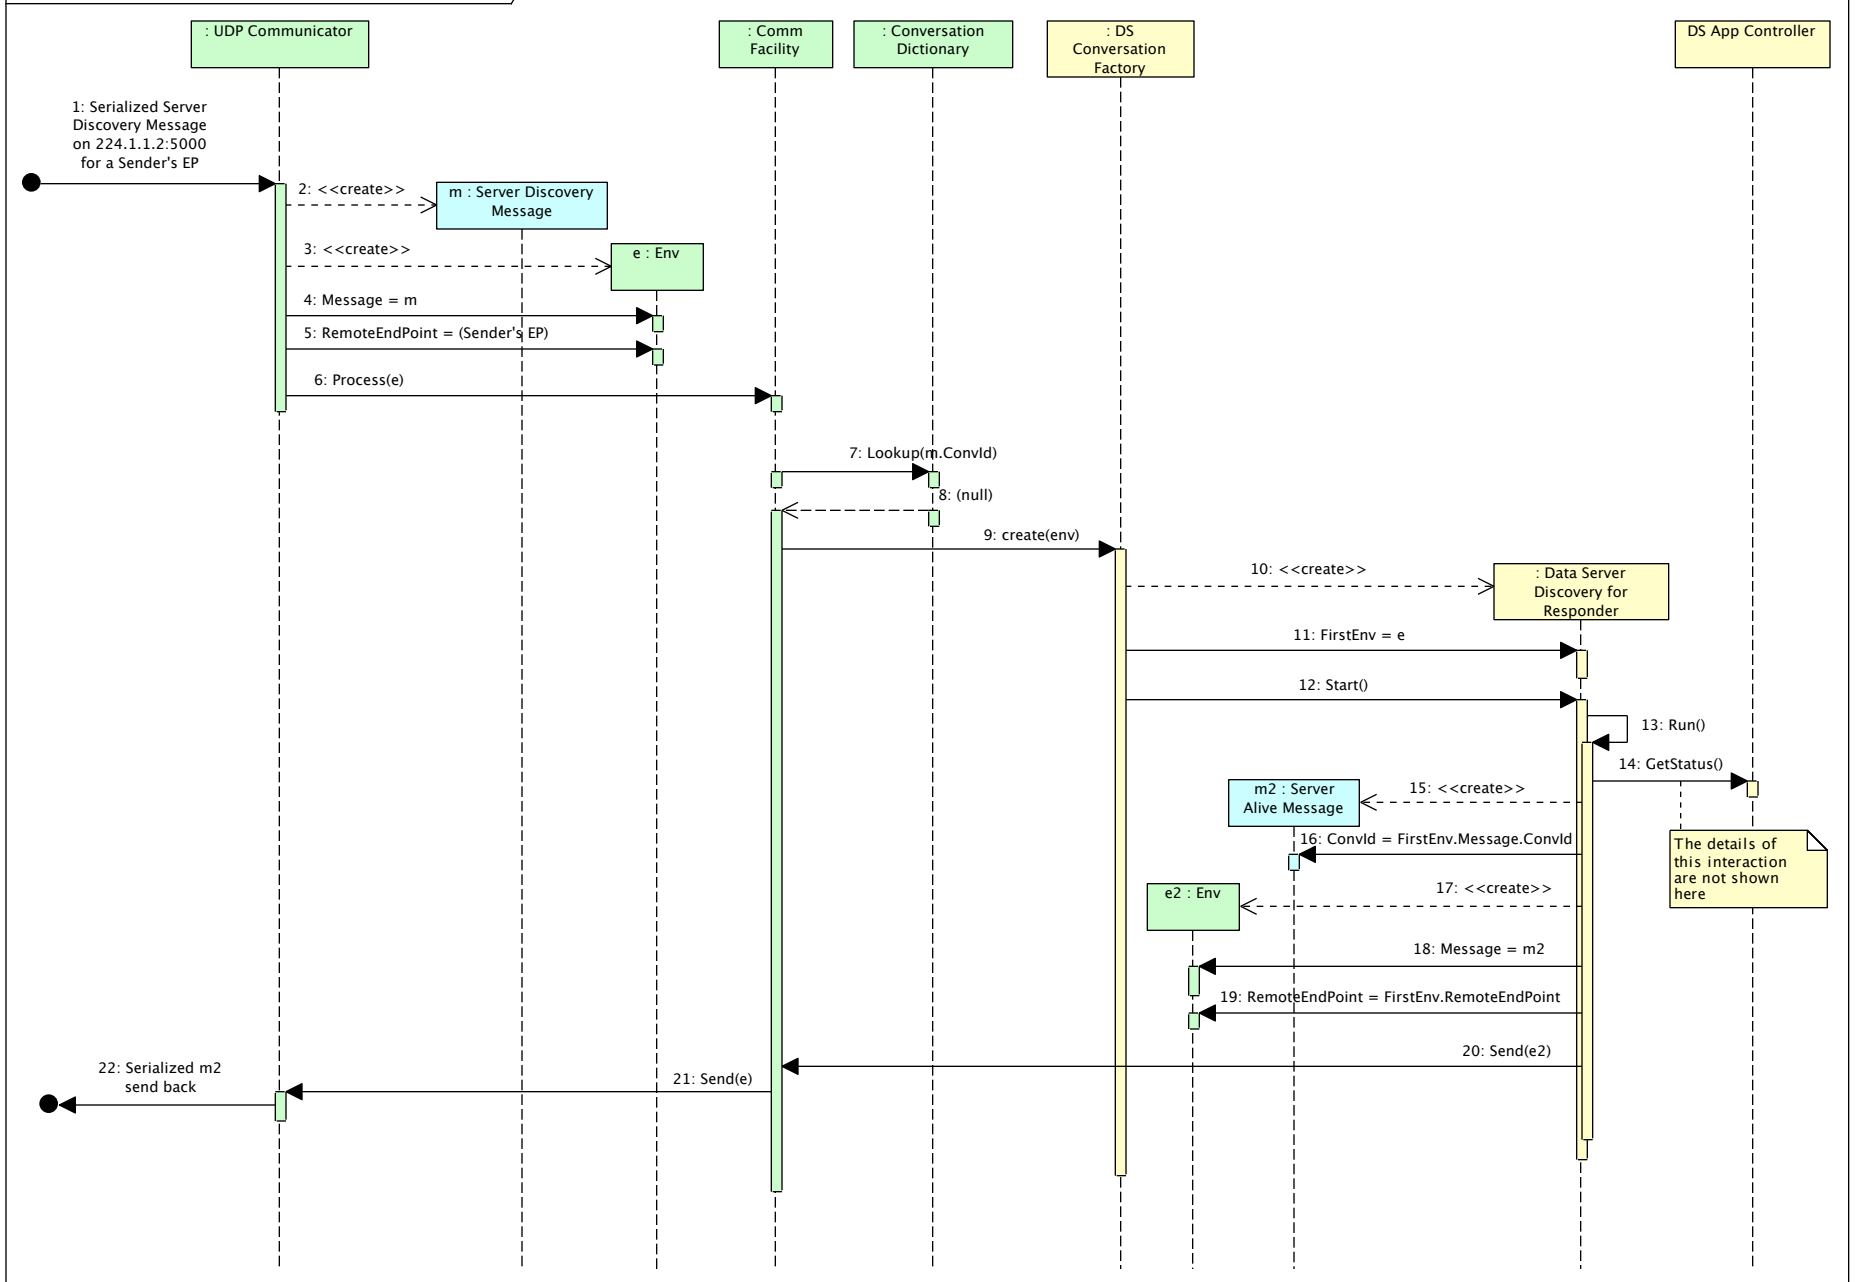 : UDP Communicator
: Comm
Facility
: Conversation
Dictionary
: DS
Conversation
Factory
DS App Controller
1: Serialized Server
Discovery Message
on 224.1.1.2:5000
for a Sender's EP
2: <<create>>
m : Server Discovery
Message
3: <<create>>
e : Env
4: Message = m
5: RemoteEndPoint = (Sender's EP)
6: Process(e)
7: Lookup(m.ConvId)
8: (null)
9: create(env)
10: <<create>>
: Data Server
Discovery for
Responder
11: FirstEnv = e
12: Start()
13: Run()
14: GetStatus()
m2 : Server
Alive Message
15: <<create>>
16: ConvId = FirstEnv.Message.ConvId
The details of
this interaction
are not shown
here
e2 : Env
17: <<create>>
18: Message = m2
19: RemoteEndPoint = FirstEnv.RemoteEndPoint
20: Send(e2)
21: Send(e)
22: Serialized m2
send back